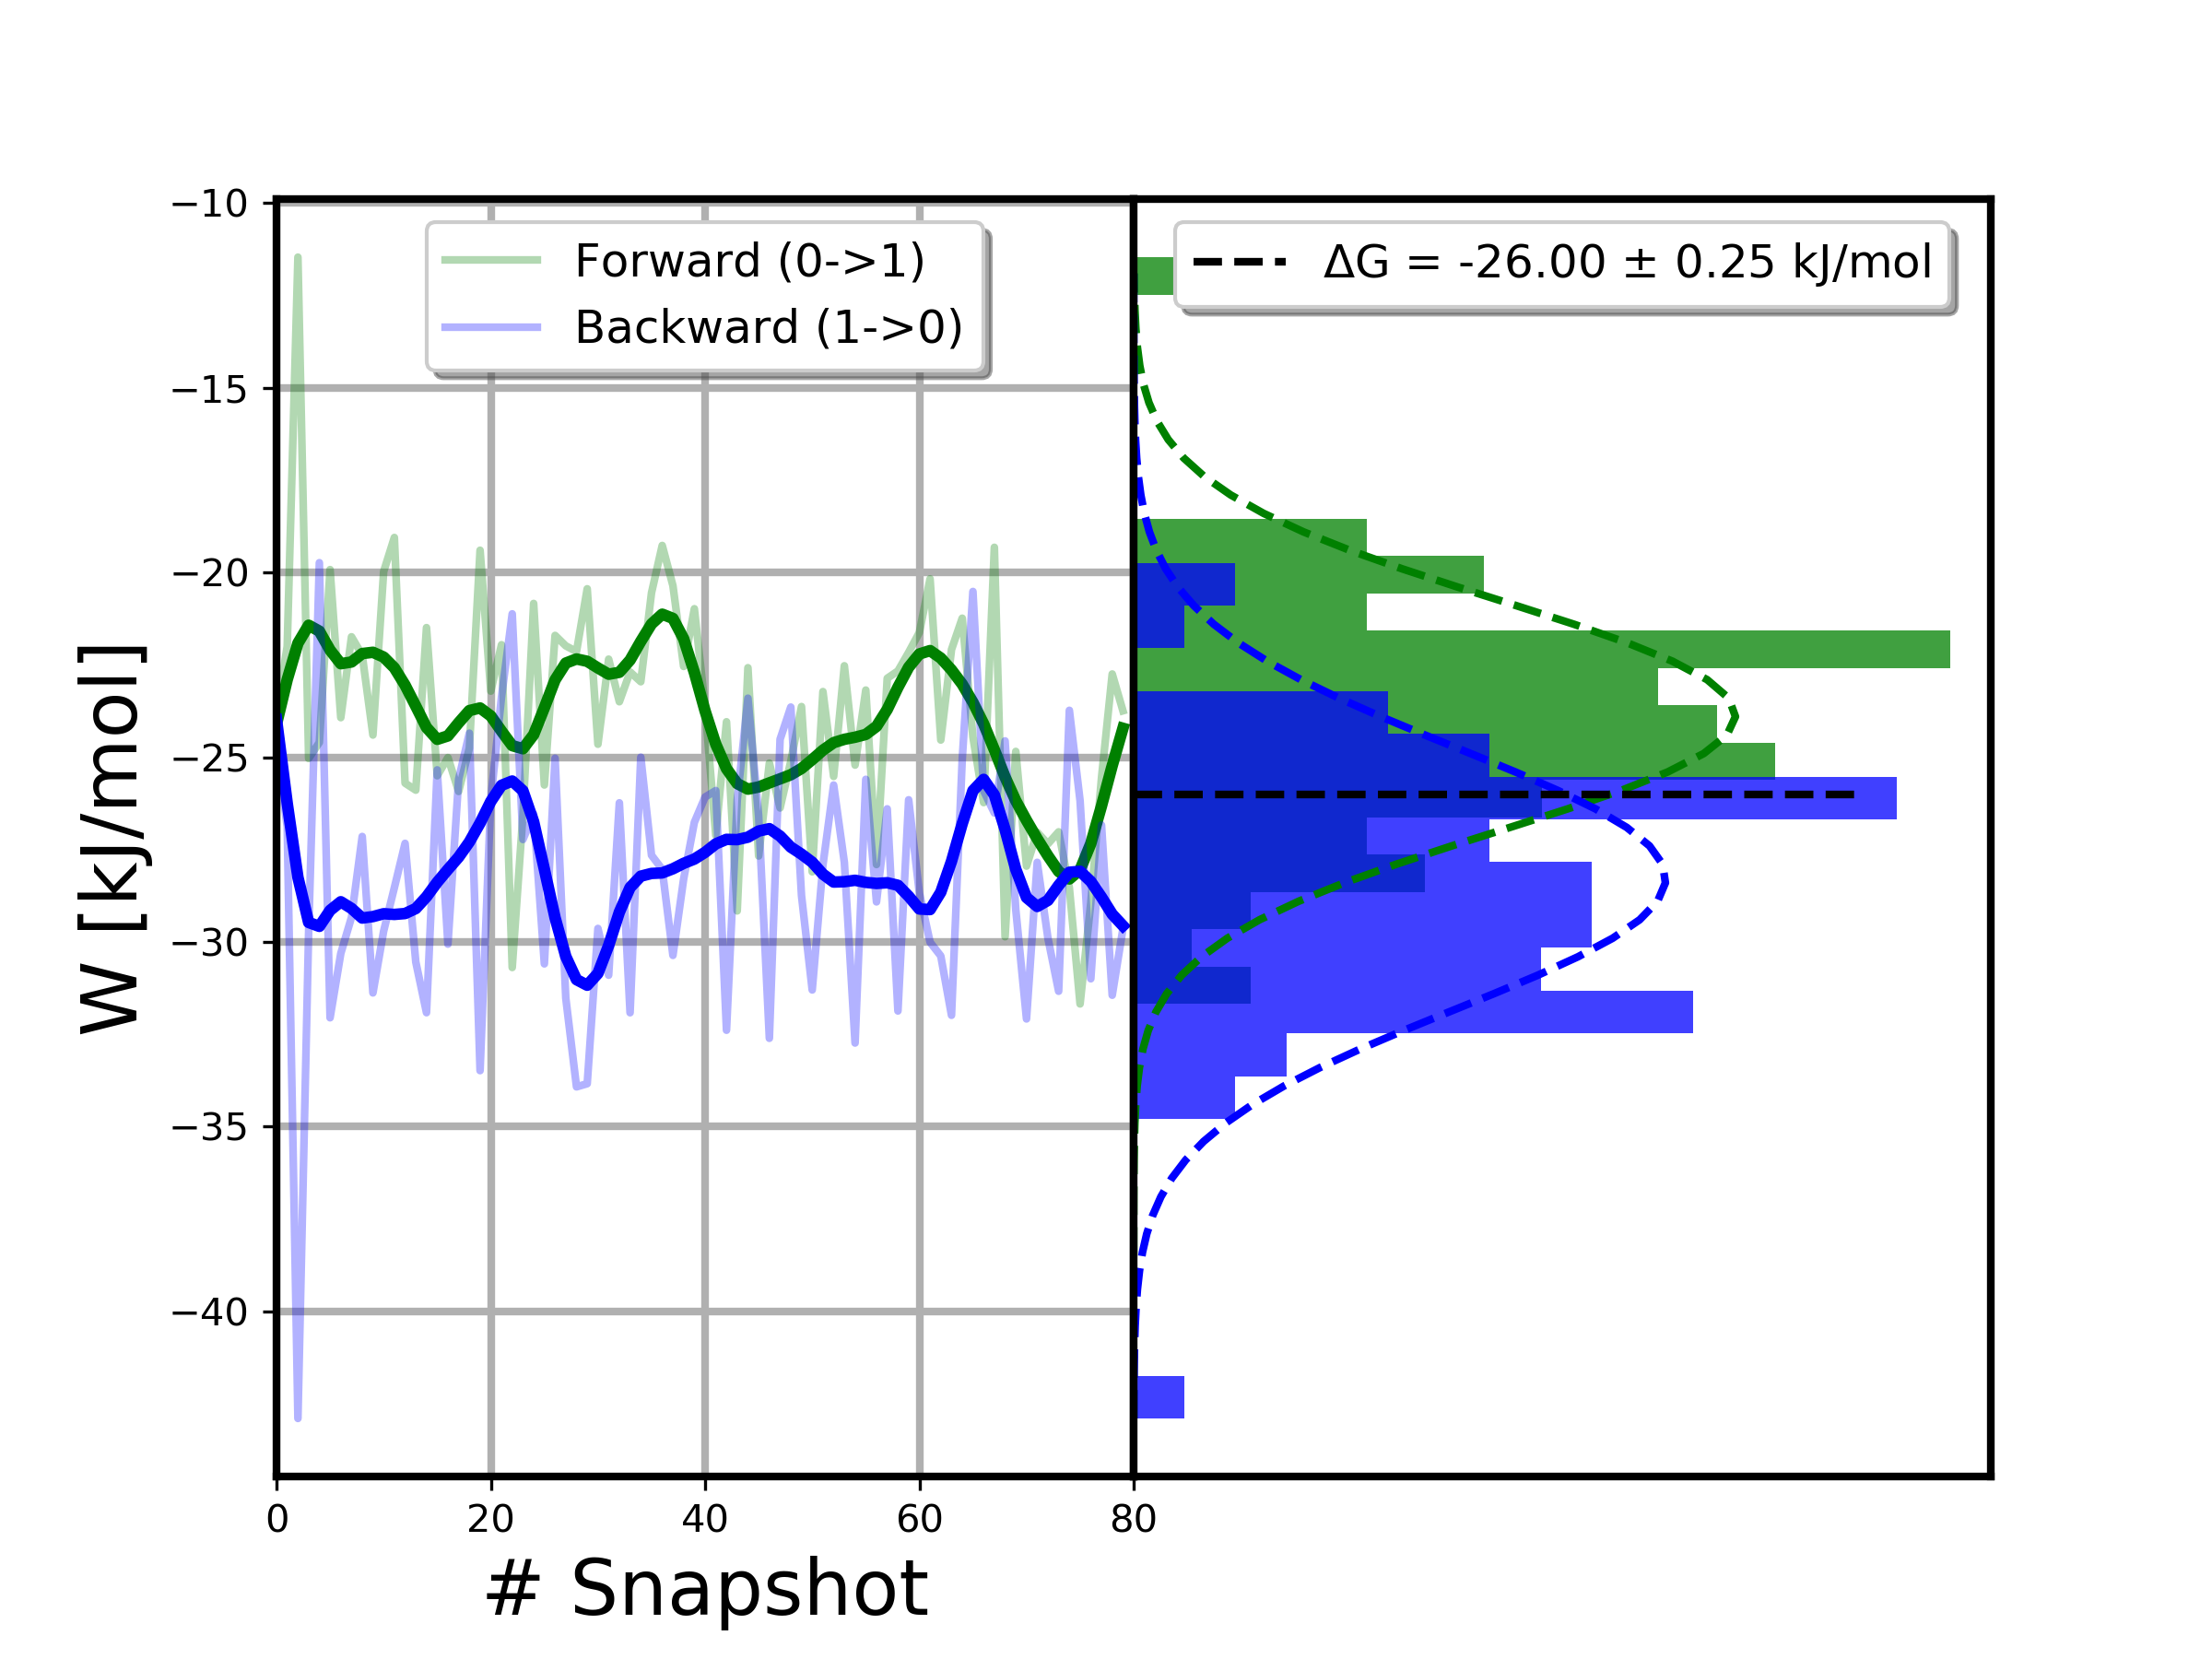 Forward (0->1)
Backward (1->0)
ΔG = -26.00 ± 0.25 kJ/mol
W [kJ/mol]
−10
−15
−20
−25
−30
−35
−40
0 20 40 60 80
# Snapshot